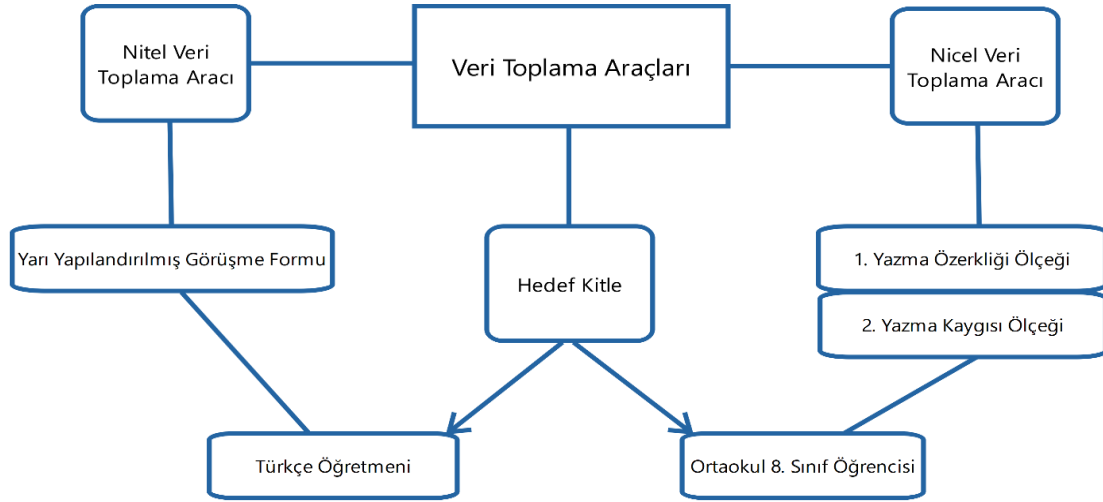 Nitel Veri
Toplama Aracı
Veri Toplama Araçları
Nicel Veri
Toplama Aracı
Yarı Yapılandırılmış Görüşme Formu
Hedef Kitle
1. Yazma Özerkliği Ölçeği
2. Yazma Kaygısı Ölçeği
Türkçe Öğretmeni
Ortaokul 8. Sınıf Öğrencisi